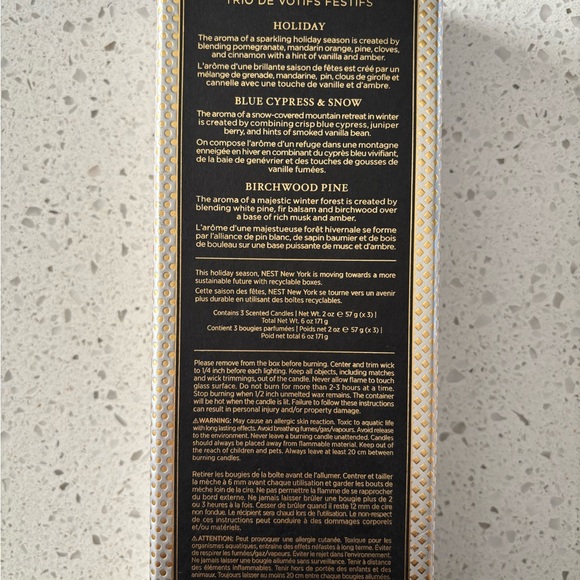 TRIO DE VOTIFS FESTIFS
HOLIDAY
The aroma of a sparkling holiday season is created by
blending pomegranate, mandarin orange, pine, cloves,
and cinnamon with a hint of vanilla and amber.
L'arôme d'une brillante saison de fêtes est créé par un
mélange de grenade, mandarine, pin, clous de girofle et
cannelle avec une touche de vanille et d'ambre.
BLUE CYPRESS & SNOW
The aroma of a snow-covered mountain retreat in winter
is created by combining crisp blue cypress, juniper
berry, and hints of smoked vanilla bean.
On compose l'arôme d'un refuge dans une montagne
enneigée en hiver en combinant du cyprès bleu vivifiant,
de la baie de genévrier et des touches de gousses de
vanille fumées.
BIRCHWOOD PINE
The aroma of a majestic winter forest is created by
blending white pine, fir balsam and birchwood over
a base of rich musk and amber.
L'arôme d'une majestueuse forêt hivernale se forme
par l'alliance de pin blanc, de sapin baumier et de bois
de bouleau sur une base puissante de musc et d'ambre.
This holiday season, NEST New York is moving towards a more
sustainable future with recyclable boxes.
Cette saison des fêtes, NEST New York se tourne vers un avenir
plus durable en utilisant des boîtes recyclables.
Contains 3 Scented Candles | Net Wt. 2 oz ℮ 57 g (x 3) |
Total Net Wt. 6 oz 171 g
Contient 3 bougies parfumées | Poids net 2 oz ℮ 57 g (x 3) |
Poid net total 6 oz 171 g
Please remove from the box before burning. Center and trim wick
to 1/4 inch before each lighting. Keep all objects, including matches
and wick trimmings, out of the candle. Never allow flame to touch
glass surface. Do not burn for more than 2-3 hours at a time.
Stop burning when 1/2 inch unmelted wax remains. The container
will be hot when the candle is lit. Failure to follow these instructions
can result in personal injury and/or property damage.
⚠WARNING: May cause an allergic skin reaction. Toxic to aquatic life
with long lasting effects. Avoid breathing fumes/gas/vapours. Avoid release
to the environment. Never leave a burning candle unattended. Candles
should always be placed away from flammable material. Keep out of
the reach of children and pets. Always leave at least 20 cm between
burning candles.
Retirer les bougies de la boîte avant de l'allumer. Centrer et tailler
la mèche à 6 mm avant chaque utilisation et garder les bouts de
mèche loin de la cire. Ne pas permettre la flamme de se rapprocher
du bord externe. Ne jamais laisser brûler une bougie plus de 2
ou 3 heures à la fois. Cesser de brûler quand il reste 12 mm de cire
non fondue. Le récipient sera chaud lors de l'utilisation. Le non-respect
de ces instructions peut conduire à des dommages corporels
et/ou matériels.
⚠ATTENTION: Peut provoquer une allergie cutanée. Toxique pour les
organismes aquatiques, entraîne des effets néfastes à long terme. Éviter
de respirer les fumées/gaz/vapeurs. Éviter le rejet dans l'environnement.
Ne jamais laisser une bougie allumée sans surveillance. Tenir à distance
des éléments inflammables. Tenir hors de portée des enfants et des
animaux. Toujours laisser au moins 20 cm entre chaque bougies allumées.